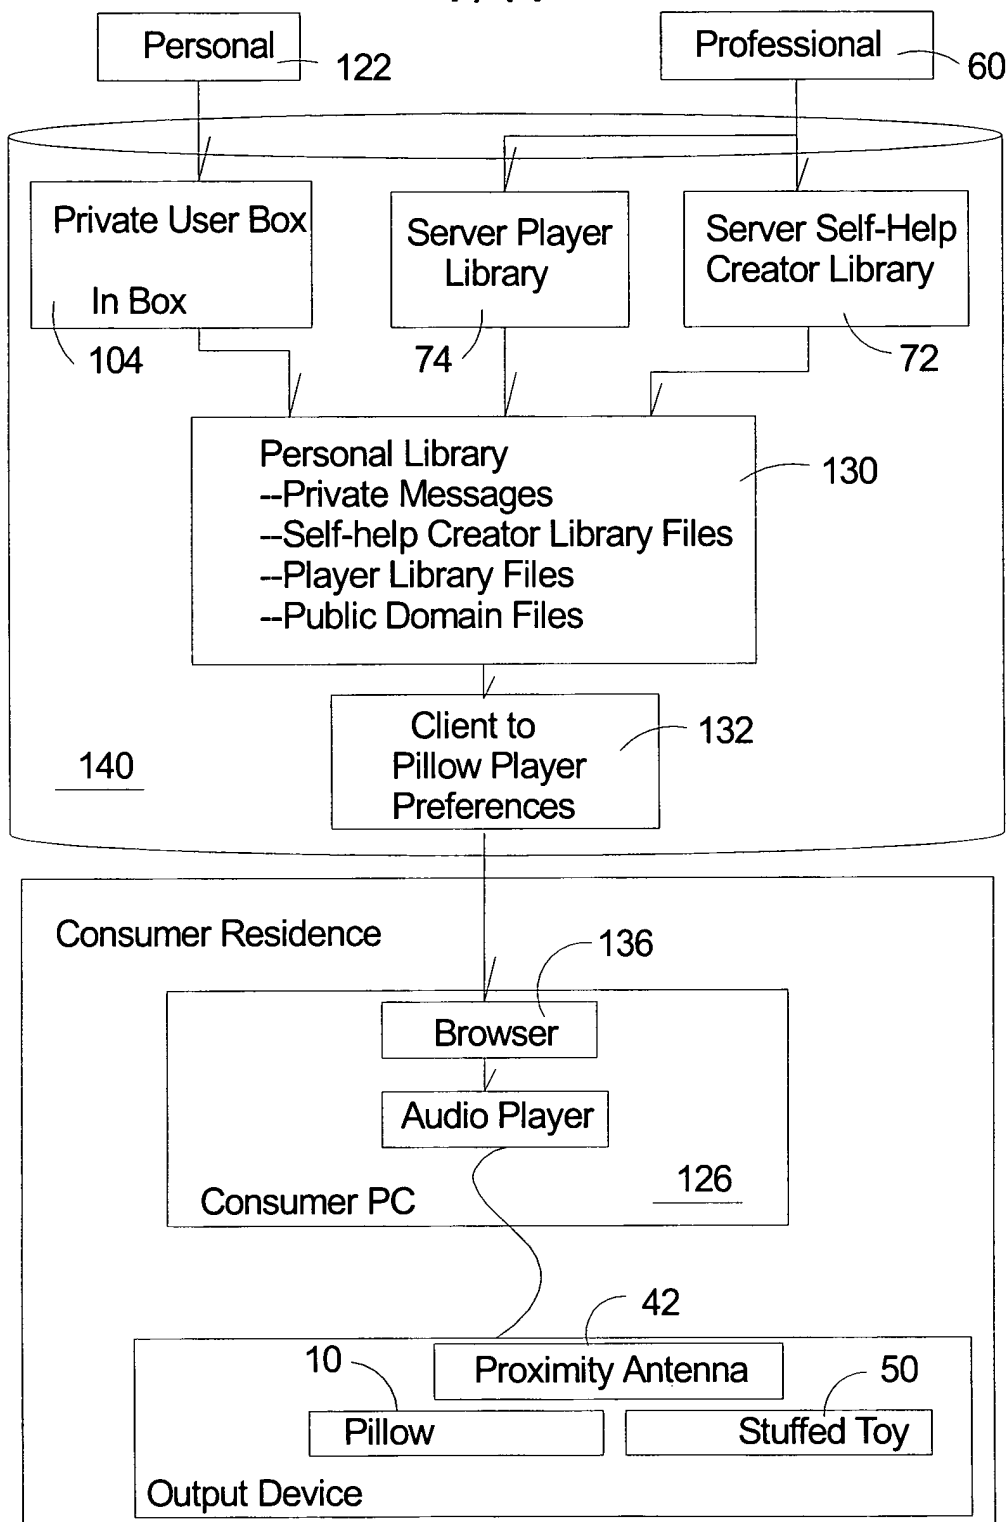 Personal
122
Professional
60
Private User Box
In Box
104
Server Player
Library
74
Server Self-Help
Creator Library
72
Personal Library
--Private Messages
--Self-help Creator Library Files
--Player Library Files
--Public Domain Files
130
Client to
Pillow Player
Preferences
132
140
Consumer Residence
136
Browser
Audio Player
Consumer PC
126
42
Proximity Antenna
10
Pillow
50
Stuffed Toy
Output Device